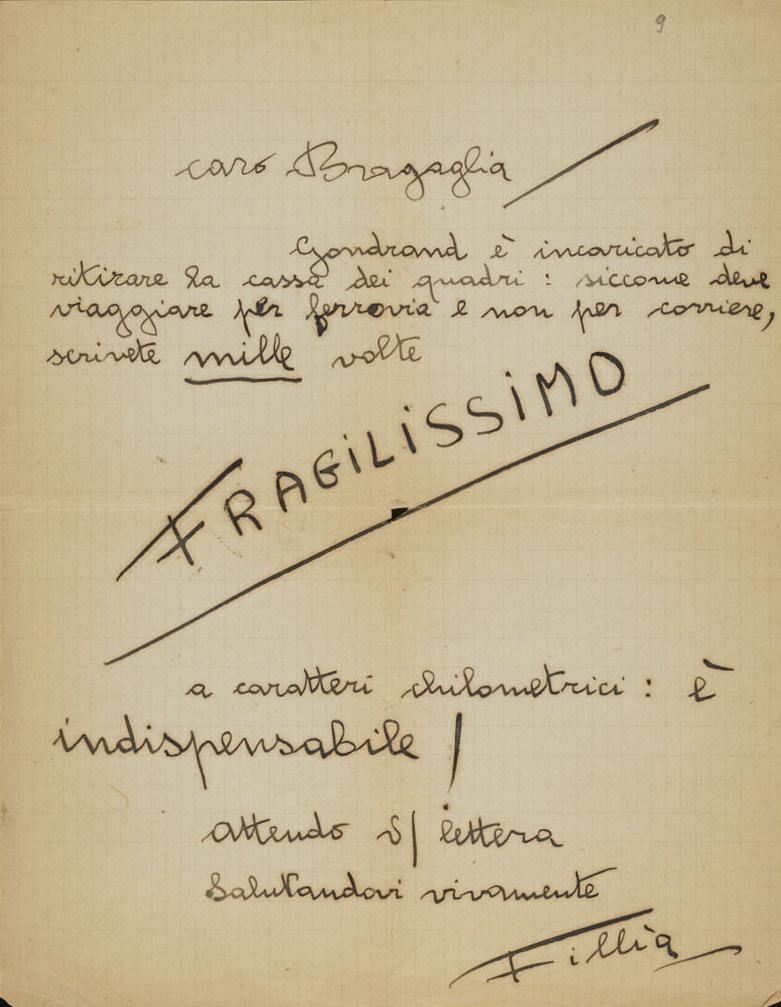 9
caro Bragaglia
Gondrand è incaricato di
ritirare la cassa dei quadri : siccome deve
viaggiare per ferrovia e non per corriere,
scrivete mille volte
FRAGiLiSSiMO
a caratteri chilometrici : è
indispensabile !
Attendo V/ lettera
Salutandovi vivamente
Fillìa